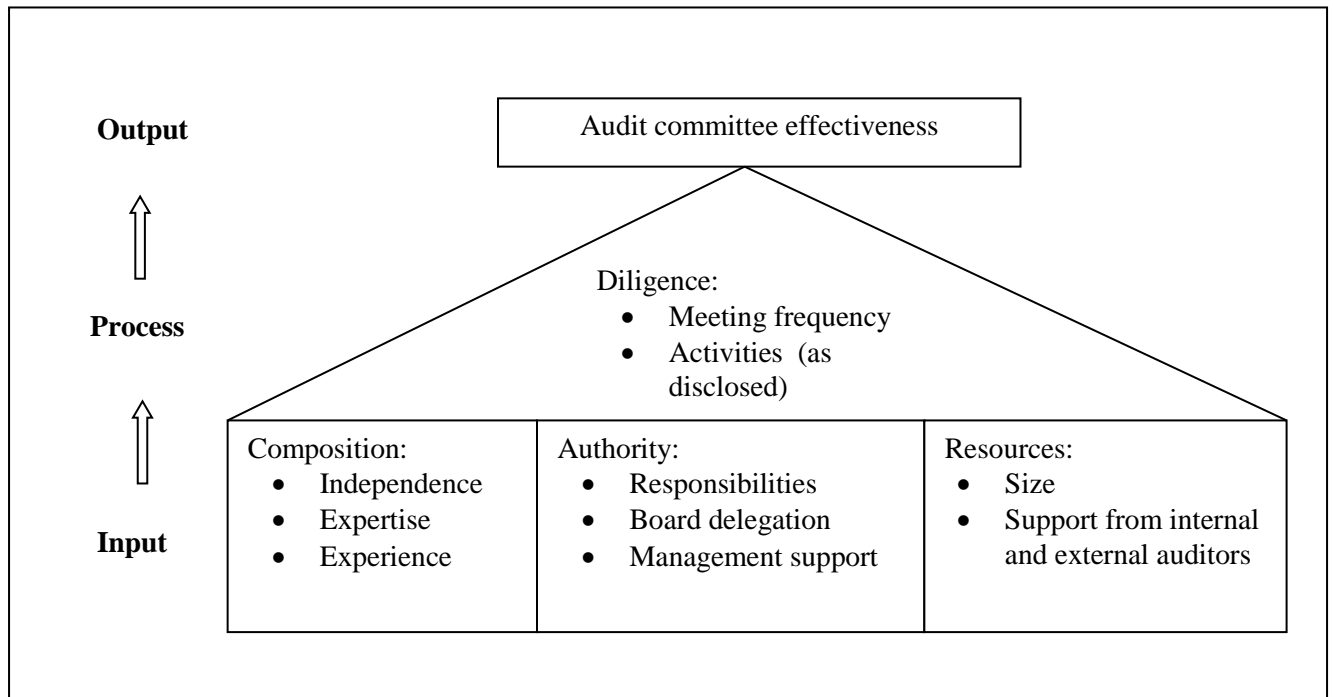 Output
Audit committee effectiveness
Process
Diligence:
• Meeting frequency
• Activities (as
disclosed)
Input
Composition:
• Independence
• Expertise
• Experience
Authority:
• Responsibilities
• Board delegation
• Management support
Resources:
• Size
• Support from internal
and external auditors